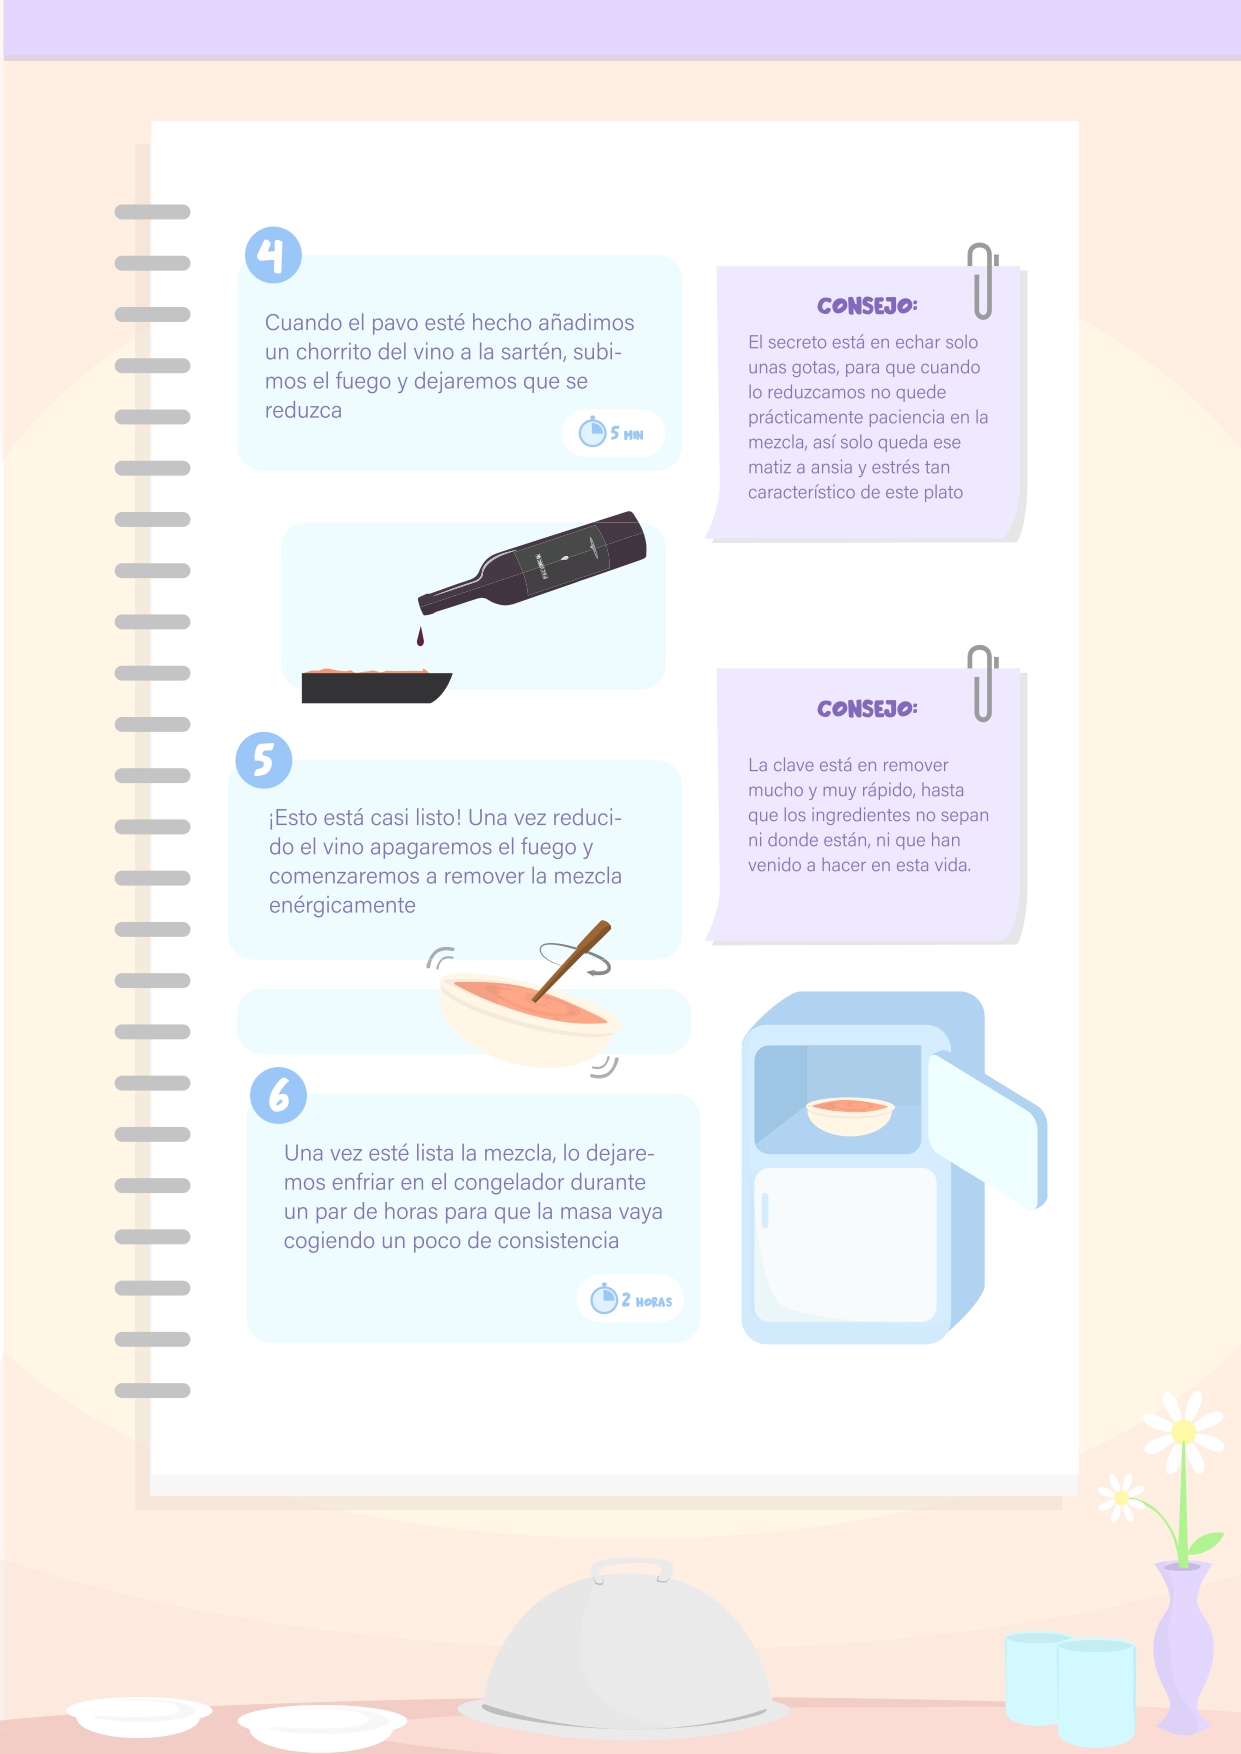 4
Cuando el pavo esté hecho añadimos
un chorrito del vino a la sartén, subi-
mos el fuego y dejaremos que se
reduzca
5 MIN
CONSEJO:
El secreto está en echar solo
unas gotas, para que cuando
lo reduzcamos no quede
prácticamente paciencia en la
mezcla, así solo queda ese
matiz a ansia y estrés tan
característico de este plato
5
¡Esto está casi listo! Una vez reduci-
do el vino apagaremos el fuego y
comenzaremos a remover la mezcla
enérgicamente
CONSEJO:
La clave está en remover
mucho y muy rápido, hasta
que los ingredientes no sepan
ni donde están, ni que han
venido a hacer en esta vida.
6
Una vez esté lista la mezcla, lo dejare-
mos enfriar en el congelador durante
un par de horas para que la masa vaya
cogiendo un poco de consistencia
2 HORAS